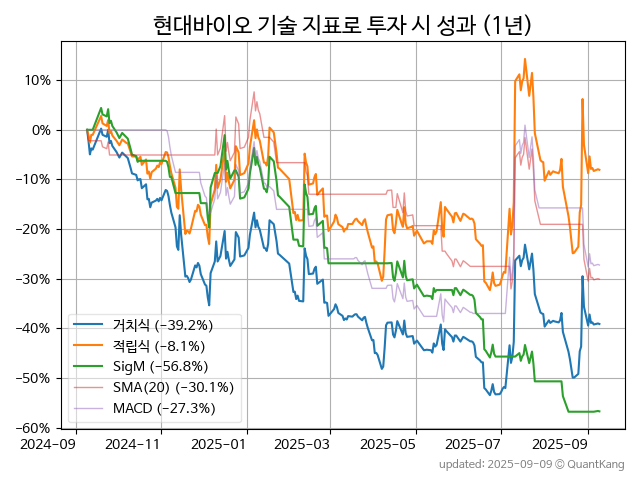 현대바이오 기술 지표로 투자 시 성과 (1년)
10%
0%
−10%
−20%
−30%
−40%
−50%
−60%
거치식 (−39.2%)
적립식 (−8.1%)
SigM (−56.8%)
SMA(20) (−30.1%)
MACD (−27.3%)
2024-09 2024-11 2025-01 2025-03 2025-05 2025-07 2025-09
updated: 2025-09-09 © QuantKang